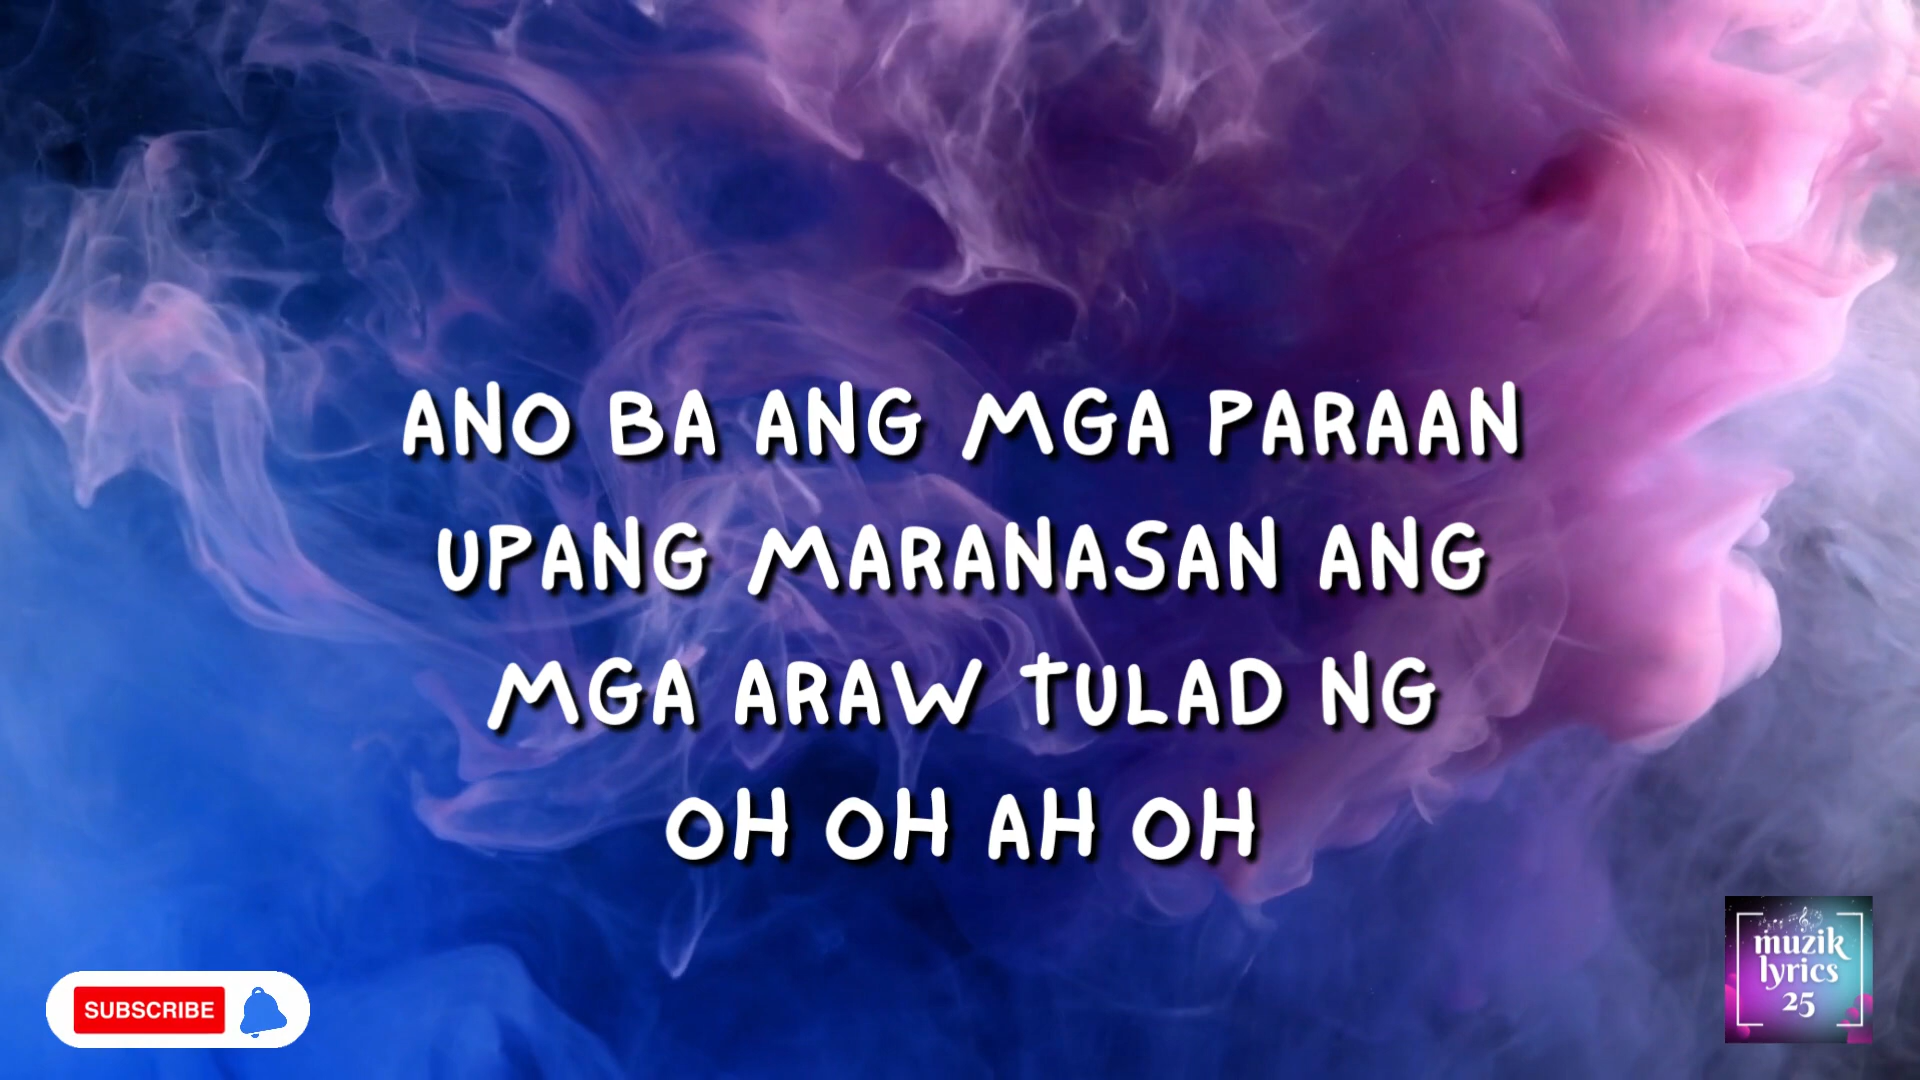 ANO BA ANG MGA PARAAN
UPANG MARANASAN ANG
MGA ARAW TULAD NG
OH OH AH OH
SUBSCRIBE
muzik
lyrics
25